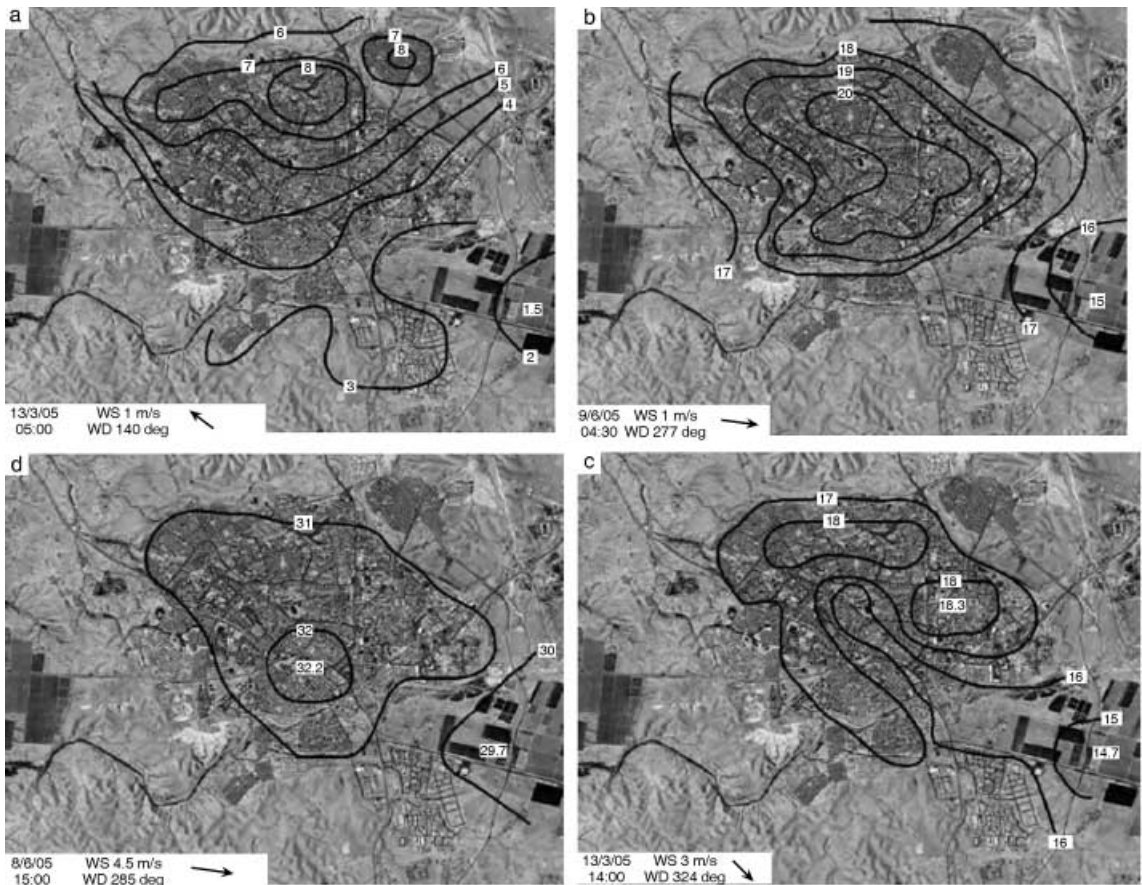 a
6
7
8
7
8
6
5
4
1.5
2
3
13/3/05 WS 1 m/s
05:00 WD 140 deg
b
18
19
20
17
16
15
17
9/6/05 WS 1 m/s
04:30 WD 277 deg
d
31
32
32.2
30
29.7
8/6/05 WS 4.5 m/s
15:00 WD 285 deg
c
17
18
18
18.3
16
15
14.7
16
13/3/05 WS 3 m/s
14:00 WD 324 deg